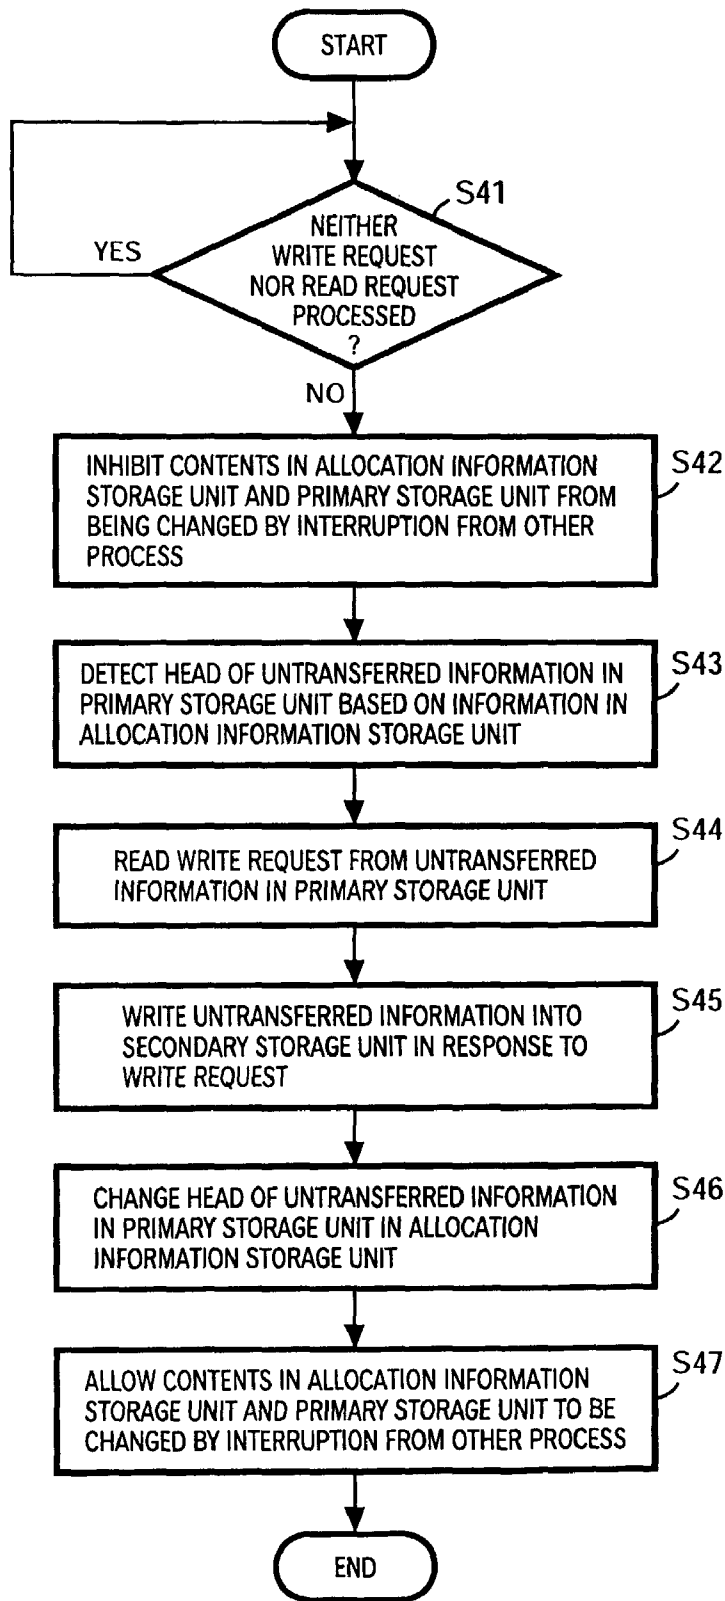 START
S41
NEITHER
WRITE REQUEST
NOR READ REQUEST
PROCESSED
?
YES
NO
S42
INHIBIT CONTENTS IN ALLOCATION INFORMATION
STORAGE UNIT AND PRIMARY STORAGE UNIT FROM
BEING CHANGED BY INTERRUPTION FROM OTHER
PROCESS
S43
DETECT HEAD OF UNTRANSFERRED INFORMATION IN
PRIMARY STORAGE UNIT BASED ON INFORMATION IN
ALLOCATION INFORMATION STORAGE UNIT
S44
READ WRITE REQUEST FROM UNTRANSFERRED
INFORMATION IN PRIMARY STORAGE UNIT
S45
WRITE UNTRANSFERRED INFORMATION INTO
SECONDARY STORAGE UNIT IN RESPONSE TO
WRITE REQUEST
S46
CHANGE HEAD OF UNTRANSFERRED INFORMATION
IN PRIMARY STORAGE UNIT IN ALLOCATION
INFORMATION STORAGE UNIT
S47
ALLOW CONTENTS IN ALLOCATION INFORMATION
STORAGE UNIT AND PRIMARY STORAGE UNIT TO BE
CHANGED BY INTERRUPTION FROM OTHER PROCESS
END